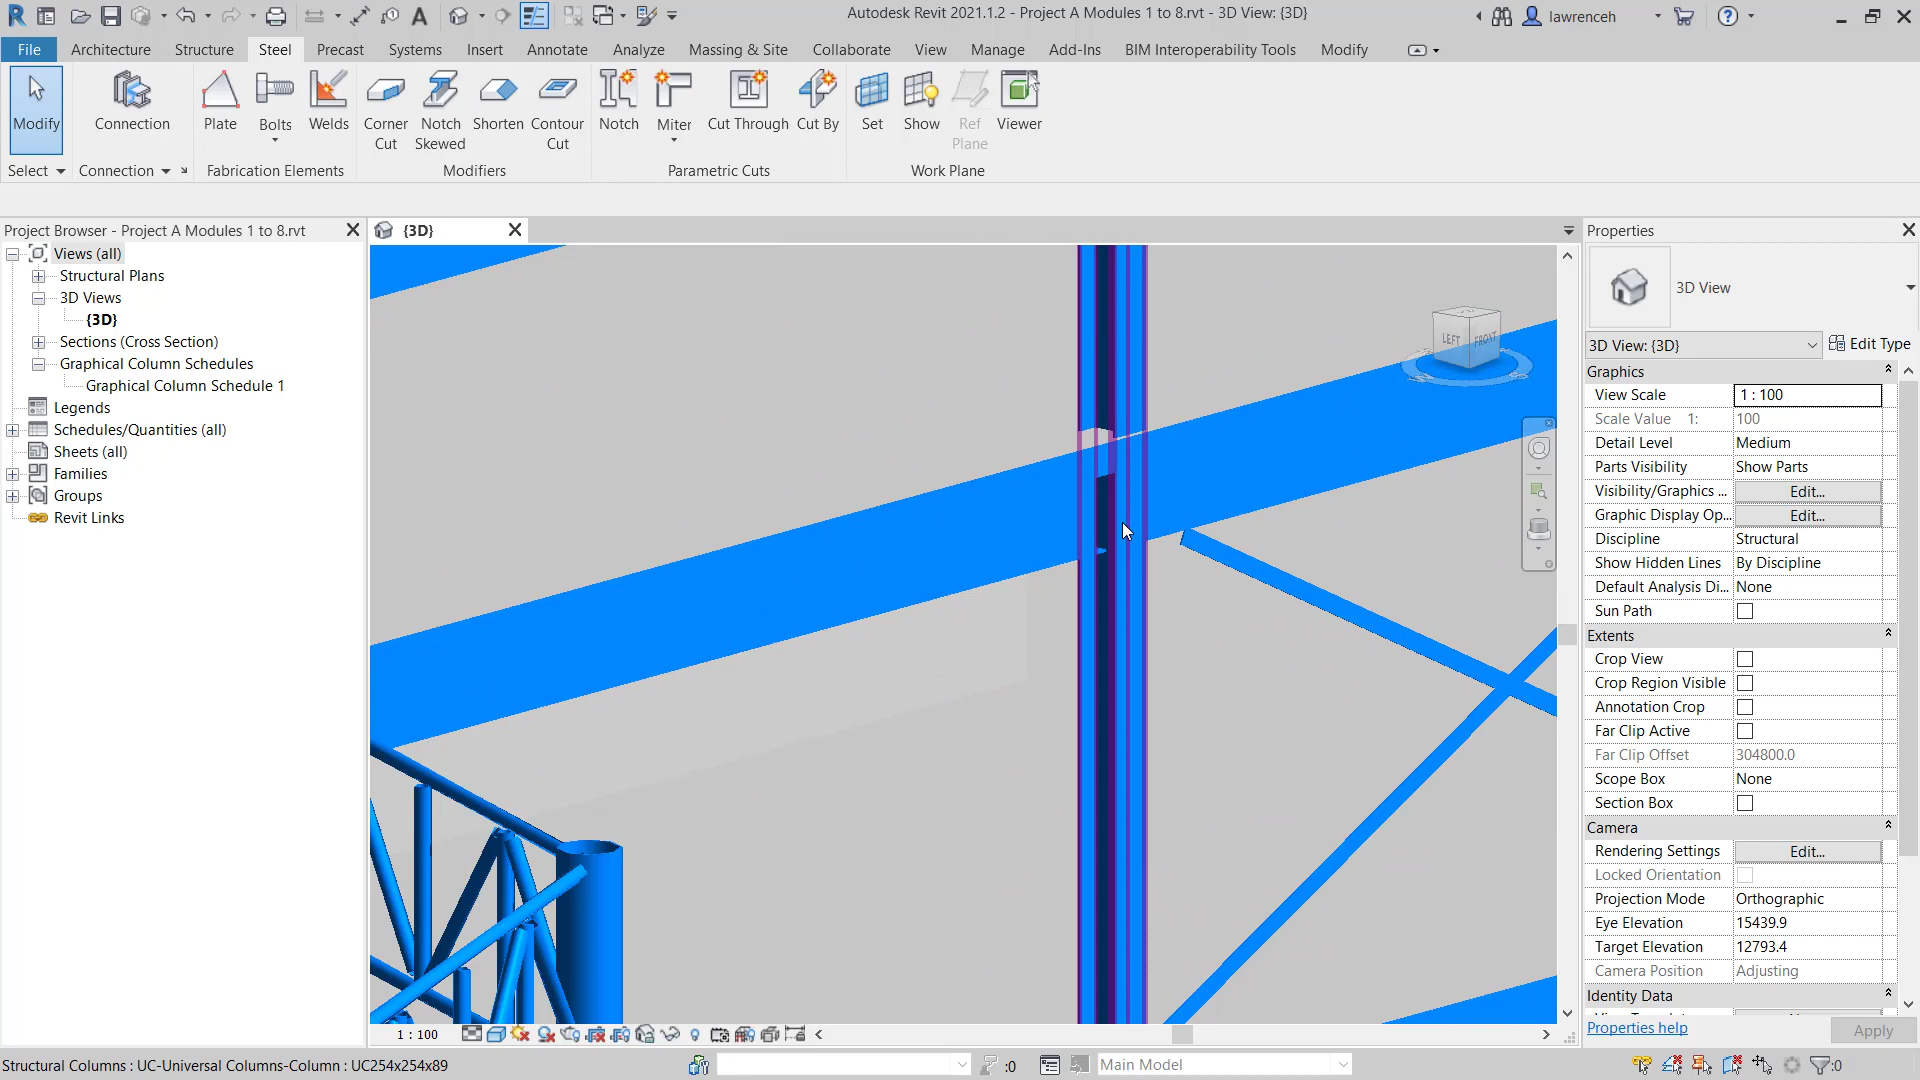 Autodesk Revit 2021.1.2 - Project A Modules 1 to 8.rvt - 3D View: {3D}
lawrenceh
File Architecture Structure Steel Precast Systems Insert Annotate Analyze Massing & Site Collaborate View Manage Add-Ins BIM Interoperability Tools Modify
Modify Connection Plate Bolts Welds Corner Cut Notch Skewed Shorten Contour Cut Notch Miter Cut Through Cut By Set Show Ref Plane Viewer
Select Connection Fabrication Elements Modifiers Parametric Cuts Work Plane
Project Browser - Project A Modules 1 to 8.rvt
Views (all)
Structural Plans
3D Views
{3D}
Sections (Cross Section)
Graphical Column Schedules
Graphical Column Schedule 1
Legends
Schedules/Quantities (all)
Sheets (all)
Families
Groups
Revit Links
{3D}
LEFT FRONT
Properties
3D View
3D View: {3D} Edit Type
Graphics
View Scale 1 : 100
Scale Value 1: 100
Detail Level Medium
Parts Visibility Show Parts
Visibility/Graphics ... Edit...
Graphic Display Op... Edit...
Discipline Structural
Show Hidden Lines By Discipline
Default Analysis Di... None
Sun Path
Extents
Crop View
Crop Region Visible
Annotation Crop
Far Clip Active
Far Clip Offset 304800.0
Scope Box None
Section Box
Camera
Rendering Settings Edit...
Locked Orientation
Projection Mode Orthographic
Eye Elevation 15439.9
Target Elevation 12793.4
Camera Position Adjusting
Identity Data
Properties help Apply
1 : 100
Structural Columns : UC-Universal Columns-Column : UC254x254x89
:0
Main Model
:0